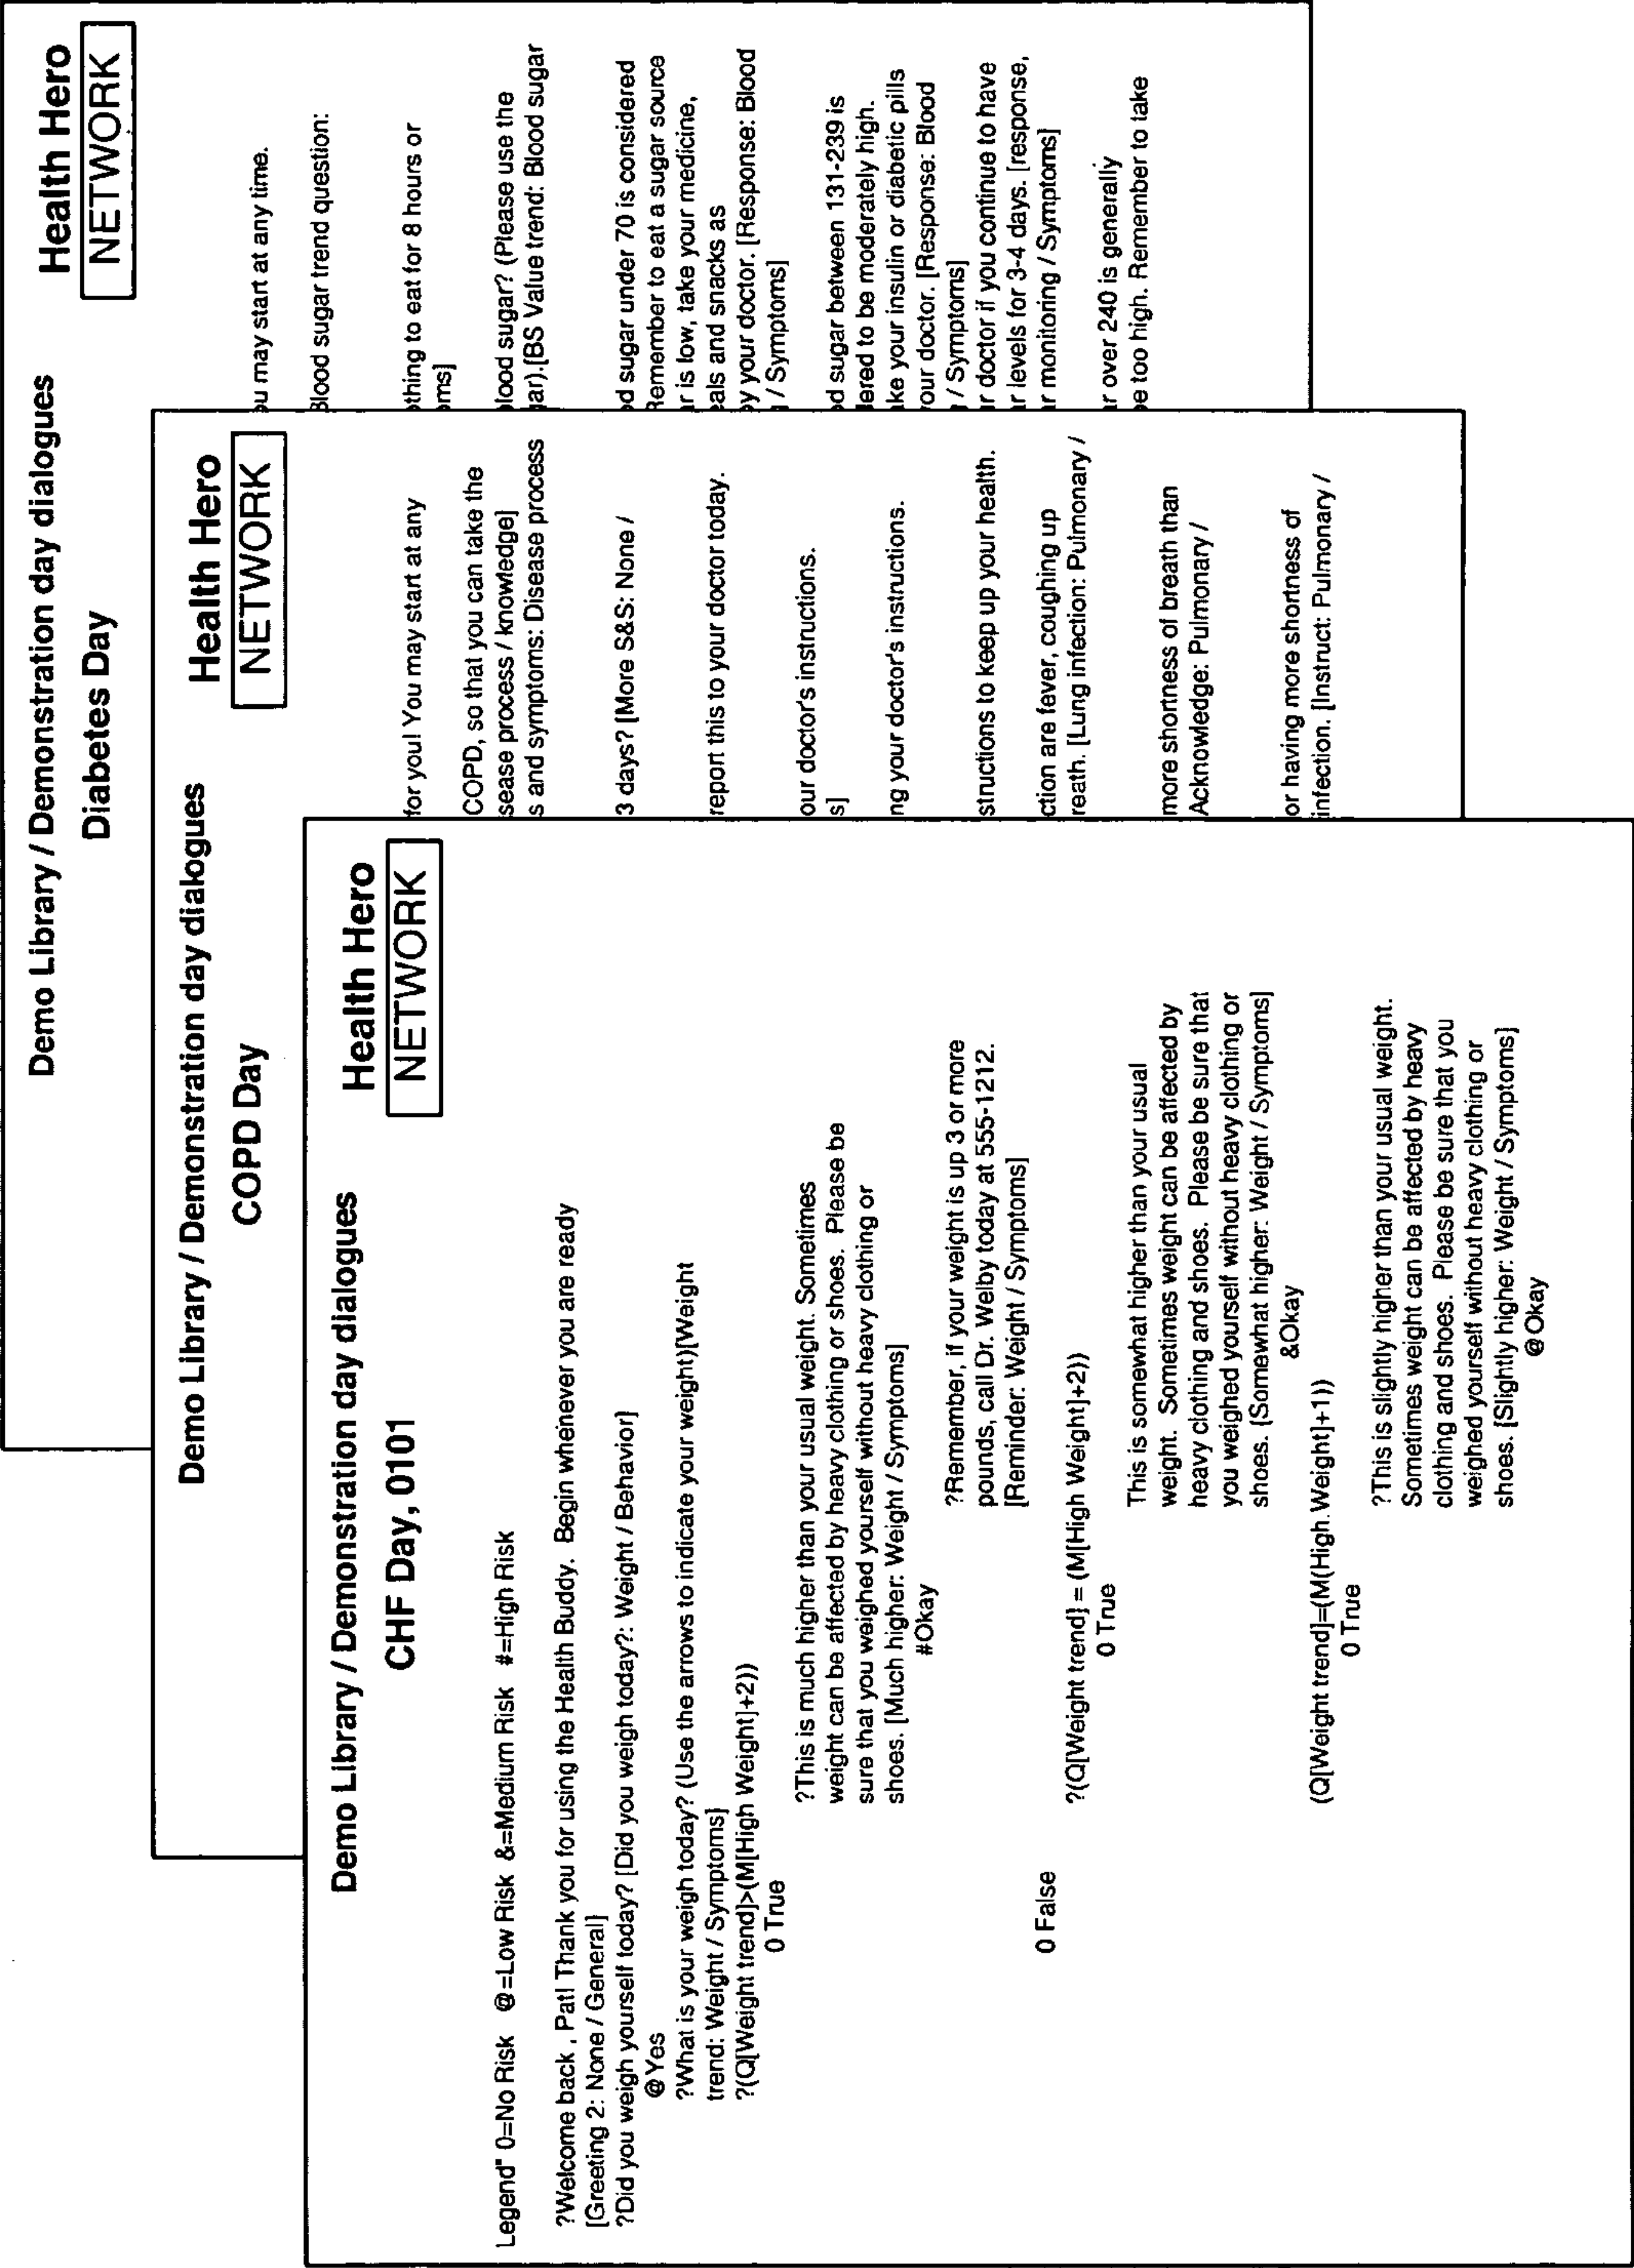 Demo Library / Demonstration day dialogues
Diabetes Day
Health Hero
NETWORK
ou may start at any time.
Blood sugar trend question:
thing to eat for 8 hours or
ms]
lood sugar? (Please use the
gar).[BS Value trend: Blood sugar
d sugar under 70 is considered
Remember to eat a sugar source
r is low, take your medicine,
als and snacks as
y your doctor. [Response: Blood
/ Symptoms]
d sugar between 131-239 is
ered to be moderately high.
ke your insulin or diabetic pills
our doctor. [Response: Blood
/ Symptoms]
r doctor if you continue to have
r levels for 3-4 days. [response,
r monitoring / Symptoms]
r over 240 is generally
e too high. Remember to take
Demo Library / Demonstration day dialogues
COPD Day
Health Hero
NETWORK
for you! You may start at any
COPD, so that you can take the
sease process / knowledge]
s and symptoms: Disease process
3 days? [More S&S: None /
report this to your doctor today.
our doctor's instructions.
s]
ng your doctor's instructions.
structions to keep up your health.
ction are fever, coughing up
reath. [Lung infection: Pulmonary /
more shortness of breath than
Acknowledge: Pulmonary /
or having more shortness of
infection. [Instruct: Pulmonary /
Demo Library / Demonstration day dialogues
CHF Day, 0101
Health Hero
NETWORK
Legend" 0=No Risk @=Low Risk &=Medium Risk #=High Risk
?Welcome back , Pat! Thank you for using the Health Buddy. Begin whenever you are ready
[Greeting 2: None / General]
?Did you weigh yourself today? [Did you weigh today?: Weight / Behavior]
@Yes
?What is your weigh today? (Use the arrows to indicate your weight)[Weight
trend: Weight / Symptoms]
?(Q[Weight trend]>(M[High Weight]+2))
0 True
?This is much higher than your usual weight. Sometimes
weight can be affected by heavy clothing or shoes. Please be
sure that you weighed yourself without heavy clothing or
shoes. [Much higher: Weight / Symptoms]
#Okay
?Remember, if your weight is up 3 or more
pounds, call Dr. Welby today at 555-1212.
[Reminder: Weight / Symptoms]
0 False
?(Q[Weight trend] = (M[High Weight]+2))
0 True
This is somewhat higher than your usual
weight. Sometimes weight can be affected by
heavy clothing and shoes. Please be sure that
you weighed yourself without heavy clothing or
shoes. [Somewhat higher: Weight / Symptoms]
&Okay
(Q[Weight trend]=(M(High.Weight]+1))
0 True
?This is slightly higher than your usual weight.
Sometimes weight can be affected by heavy
clothing and shoes. Please be sure that you
weighed yourself without heavy clothing or
shoes. [Slightly higher: Weight / Symptoms]
@Okay